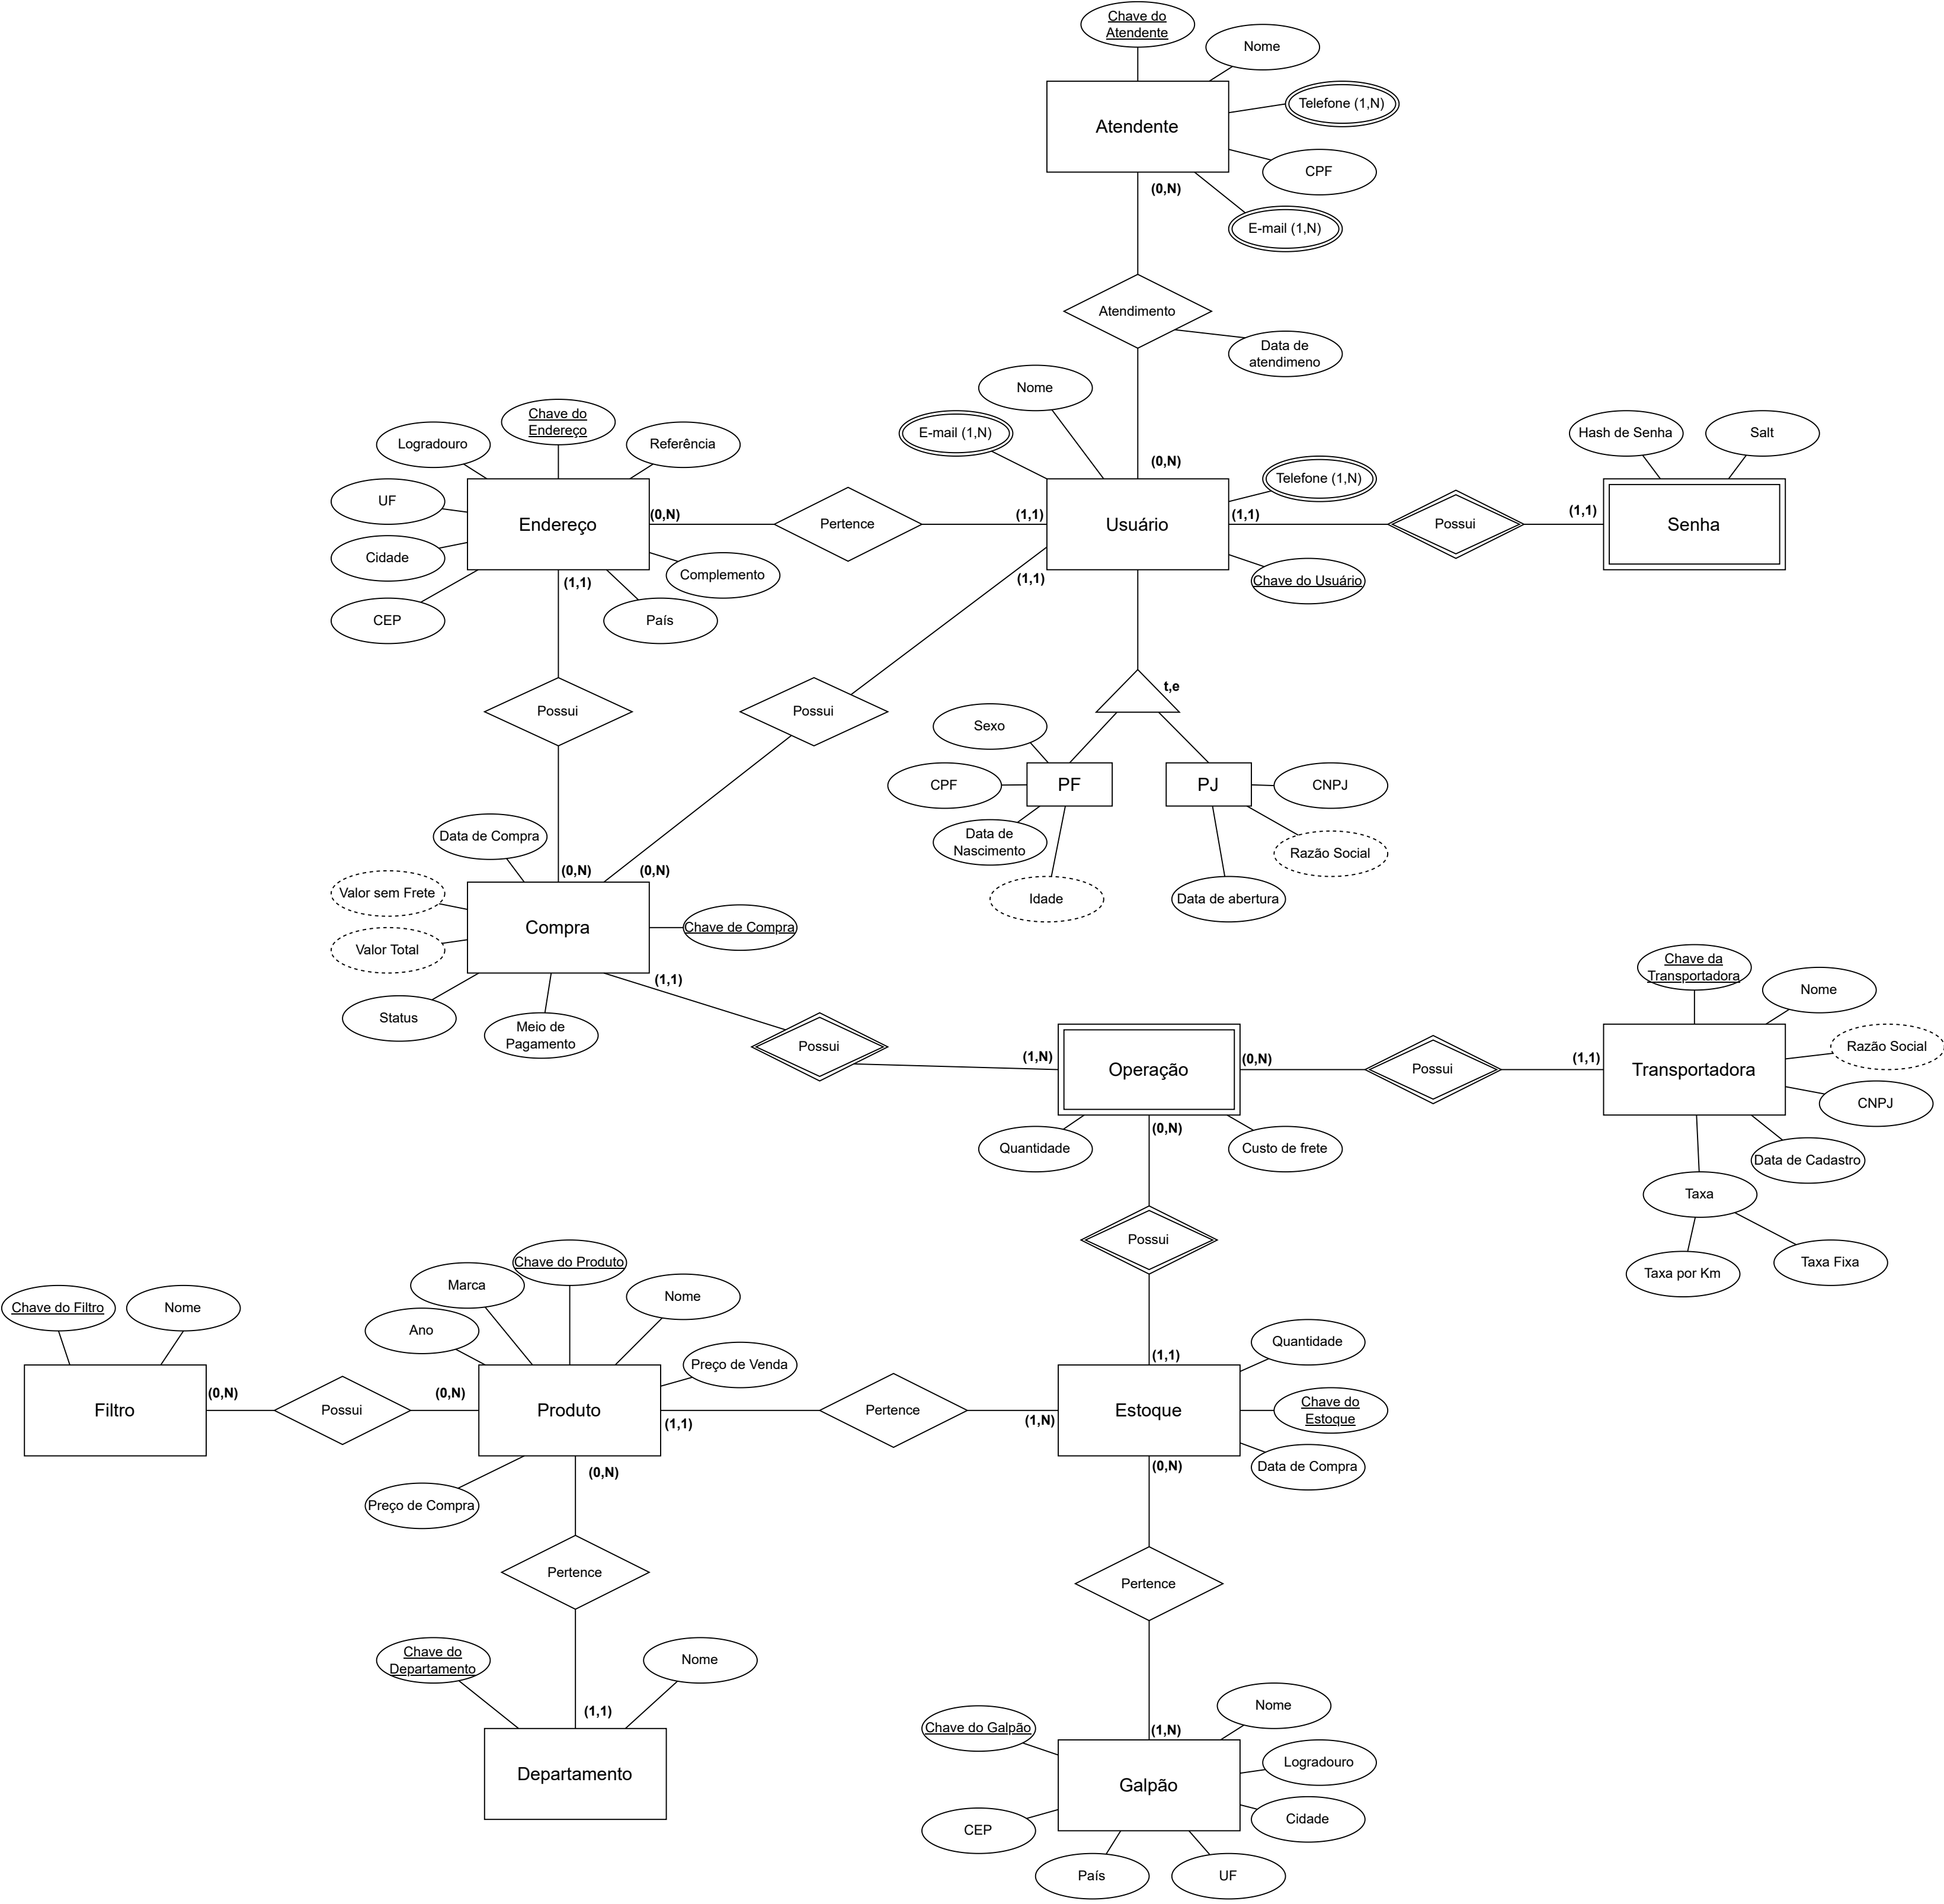 Chave do
Atendente
Nome
Telefone (1,N)
Atendente
CPF
(0,N)
E-mail (1,N)
Atendimento
Data de
atendimeno
Nome
E-mail (1,N)
(0,N)
Telefone (1,N)
Hash de Senha
Salt
Chave do
Endereço
Logradouro
Referência
UF
Endereço
(0,N)
Pertence
(1,1)
Usuário
(1,1)
Possui
(1,1)
Senha
Cidade
Complemento
(1,1)
(1,1)
Chave do Usuário
CEP
País
Possui
Possui
t,e
Sexo
CPF
PF
PJ
CNPJ
Data de
Nascimento
Razão Social
Idade
Data de abertura
Data de Compra
(0,N)
(0,N)
Valor sem Frete
Compra
Chave de Compra
Valor Total
(1,1)
Status
Meio de
Pagamento
Possui
(1,N)
Operação
(0,N)
Possui
(1,1)
Transportadora
Chave da
Transportadora
Nome
Razão Social
CNPJ
Data de Cadastro
Taxa
Taxa por Km
Taxa Fixa
Quantidade
(0,N)
Custo de frete
Possui
(1,1)
Chave do Produto
Marca
Nome
Ano
Preço de Venda
Chave do Filtro
Nome
Filtro
(0,N)
Possui
(0,N)
Produto
(1,1)
Pertence
(1,N)
Estoque
Quantidade
Chave do
Estoque
Data de Compra
(0,N)
Preço de Compra
(0,N)
Pertence
Pertence
Chave do
Departamento
Nome
(1,1)
Departamento
(1,N)
Chave do Galpão
Nome
Logradouro
Galpão
Cidade
CEP
País
UF